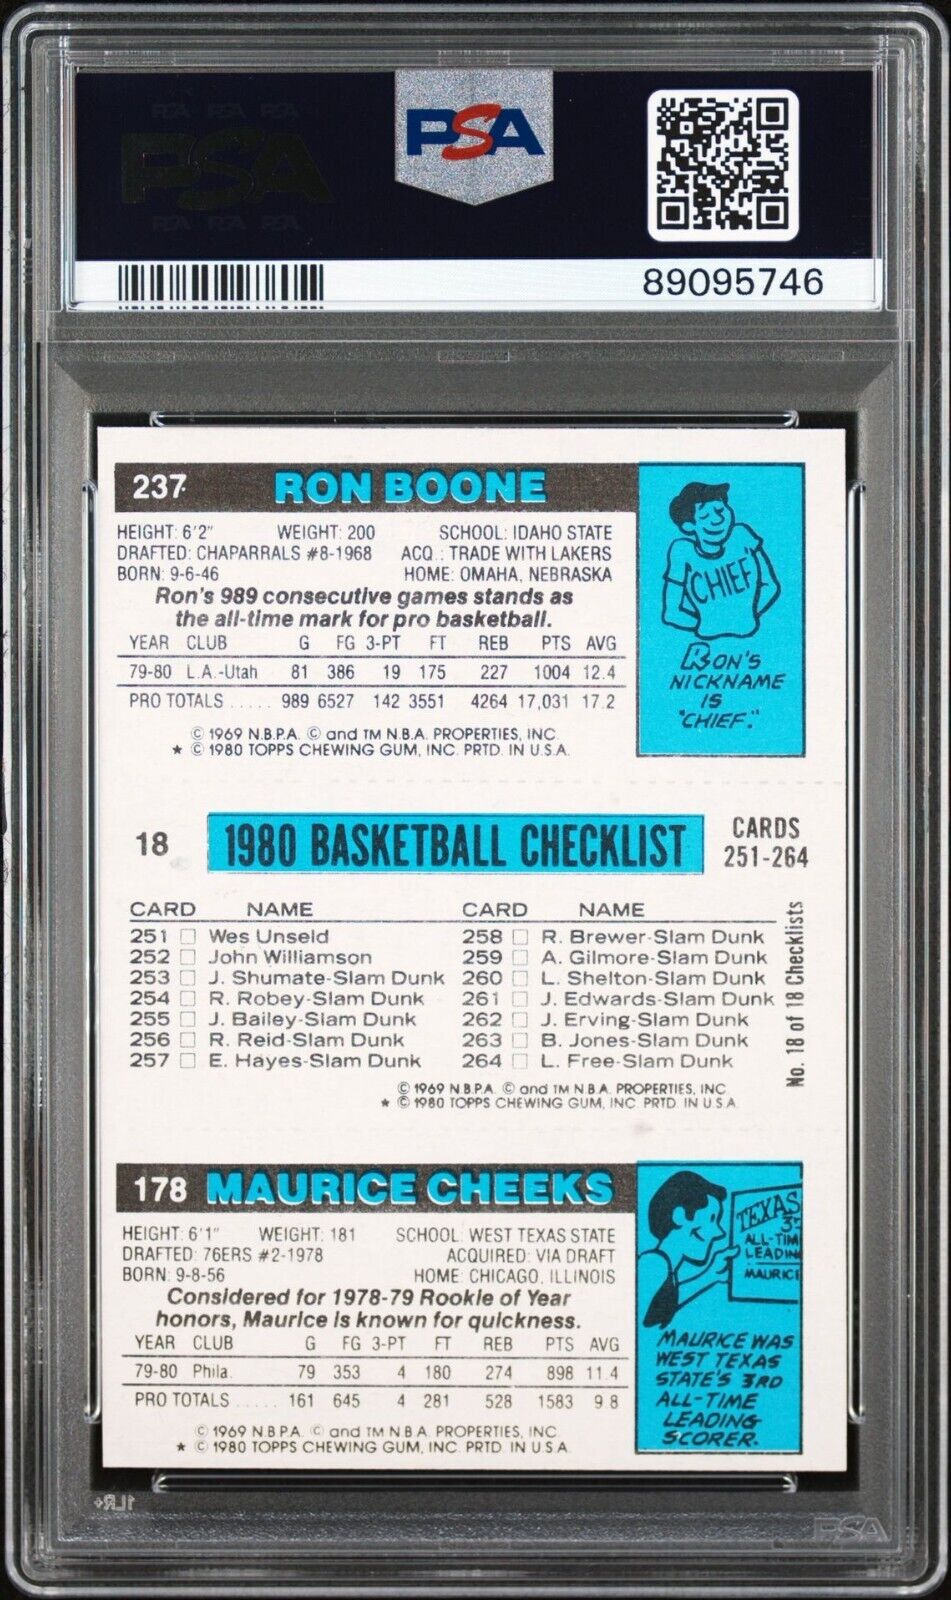 PSA PSA PSA
PSA
PSA PSA PSA
PSA
89095746
237 RON BOONE
HEIGHT: 6'2" WEIGHT: 200 SCHOOL: IDAHO STATE
DRAFTED: CHAPARRALS #8-1968 ACQ.: TRADE WITH LAKERS
BORN: 9-6-46 HOME: OMAHA, NEBRASKA
Ron's 989 consecutive games stands as
the all-time mark for pro basketball.
YEAR CLUB G FG 3-PT FT REB PTS AVG
79-80 L.A.-Utah 81 386 19 175 227 1004 12.4
PRO TOTALS ..... 989 6527 142 3551 4264 17,031 17.2
© 1969 N.B.P.A. © and TM N.B.A. PROPERTIES, INC.
★ © 1980 TOPPS CHEWING GUM, INC. PRTD. IN U.S.A.
CHIEF
RON'S
NICKNAME
IS
"CHIEF."
18 1980 BASKETBALL CHECKLIST CARDS
251-264
CARD NAME CARD NAME
251 □ Wes Unseld 258 □ R. Brewer-Slam Dunk
252 □ John Williamson 259 □ A. Gilmore-Slam Dunk
253 □ J. Shumate-Slam Dunk 260 □ L. Shelton-Slam Dunk
254 □ R. Robey-Slam Dunk 261 □ J. Edwards-Slam Dunk
255 □ J. Bailey-Slam Dunk 262 □ J. Erving-Slam Dunk
256 □ R. Reid-Slam Dunk 263 □ B. Jones-Slam Dunk
257 □ E. Hayes-Slam Dunk 264 □ L. Free-Slam Dunk
No. 18 of 18 Checklists
© 1969 N.B.P.A. © and TM N.B.A. PROPERTIES, INC.
★ © 1980 TOPPS CHEWING GUM, INC. PRTD. IN U.S.A.
178 MAURICE CHEEKS
HEIGHT: 6'1" WEIGHT: 181 SCHOOL: WEST TEXAS STATE
DRAFTED: 76ERS #2-1978 ACQUIRED: VIA DRAFT
BORN: 9-8-56 HOME: CHICAGO, ILLINOIS
Considered for 1978-79 Rookie of Year
honors, Maurice is known for quickness.
YEAR CLUB G FG 3-PT FT REB PTS AVG
79-80 Phila. 79 353 4 180 274 898 11.4
PRO TOTALS ..... 161 645 4 281 528 1583 9.8
© 1969 N.B.P.A. © and TM N.B.A. PROPERTIES, INC.
★ © 1980 TOPPS CHEWING GUM, INC. PRTD. IN U.S.A.
TEXAS
ALL-TIM
LEADIN
MAURICE
MAURICE WAS
WEST TEXAS
STATE'S 3RD
ALL-TIME
LEADING
SCORER.
1LR+
PSA